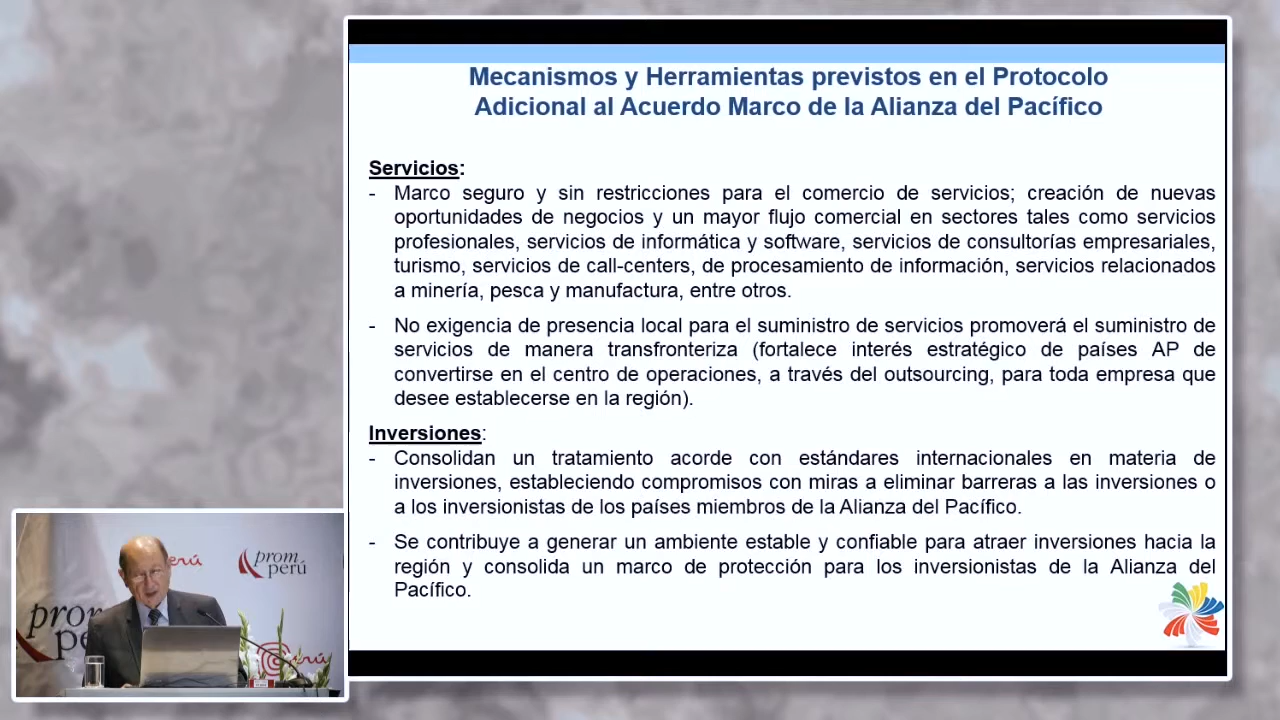 Mecanismos y Herramientas previstos en el Protocolo
Adicional al Acuerdo Marco de la Alianza del Pacífico
Servicios:
- Marco seguro y sin restricciones para el comercio de servicios; creación de nuevas
oportunidades de negocios y un mayor flujo comercial en sectores tales como servicios
profesionales, servicios de informática y software, servicios de consultorías empresariales,
turismo, servicios de call-centers, de procesamiento de información, servicios relacionados
a minería, pesca y manufactura, entre otros.
- No exigencia de presencia local para el suministro de servicios promoverá el suministro de
servicios de manera transfronteriza (fortalece interés estratégico de países AP de
convertirse en el centro de operaciones, a través del outsourcing, para toda empresa que
desee establecerse en la región).
Inversiones:
- Consolidan un tratamiento acorde con estándares internacionales en materia de
inversiones, estableciendo compromisos con miras a eliminar barreras a las inversiones o
a los inversionistas de los países miembros de la Alianza del Pacífico.
- Se contribuye a generar un ambiente estable y confiable para atraer inversiones hacia la
región y consolida un marco de protección para los inversionistas de la Alianza del
Pacífico.
prom
perú